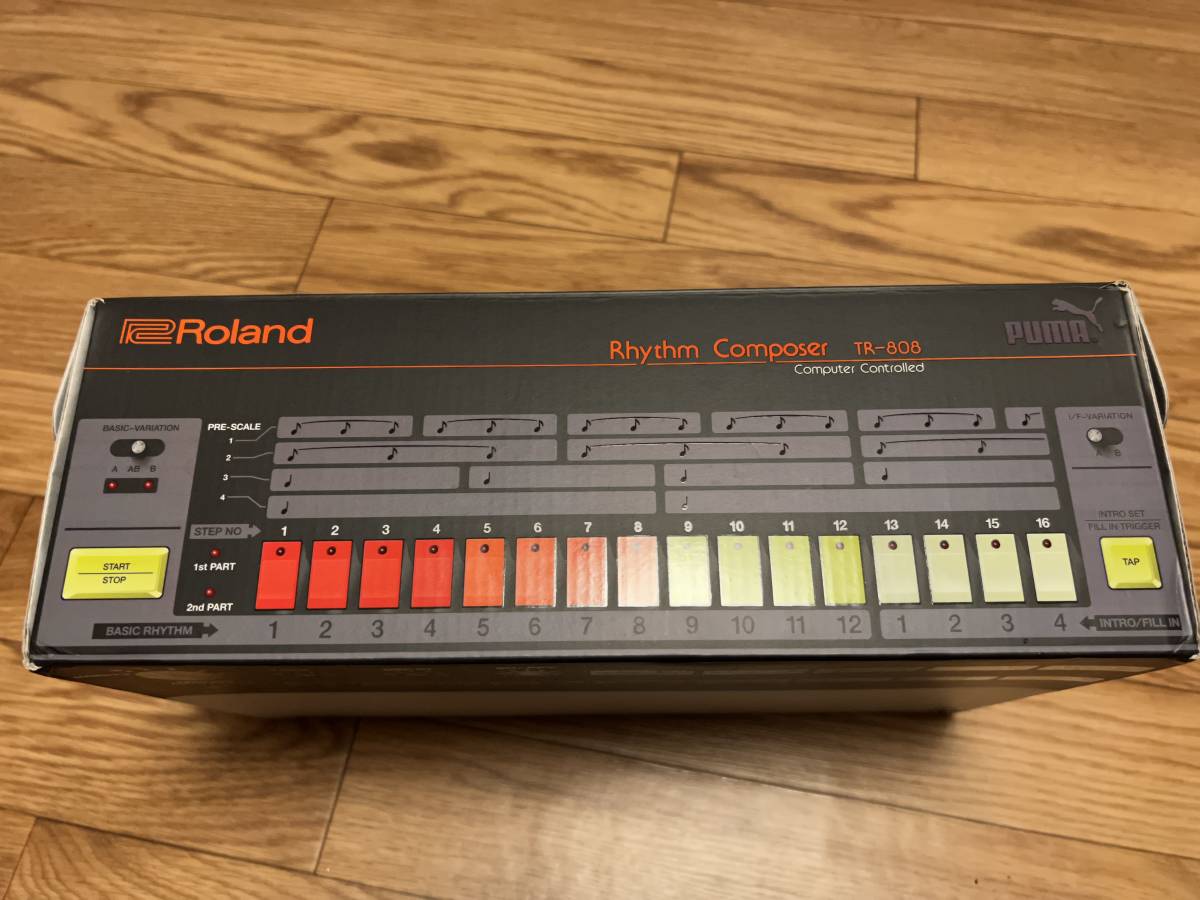 Roland
Rhythm Composer TR-808
Computer Controlled
PUMA
BASIC-VARIATION
A AB B
PRE-SCALE
1
2
3
4
I/F-VARIATION
A B
STEP NO
1 2 3 4 5 6 7 8 9 10 11 12 13 14 15 16
INTRO SET
FILL IN TRIGGER
START
STOP
1st PART
2nd PART
TAP
BASIC RHYTHM
1 2 3 4 5 6 7 8 9 10 11 12 1 2 3 4
INTRO/FILL IN